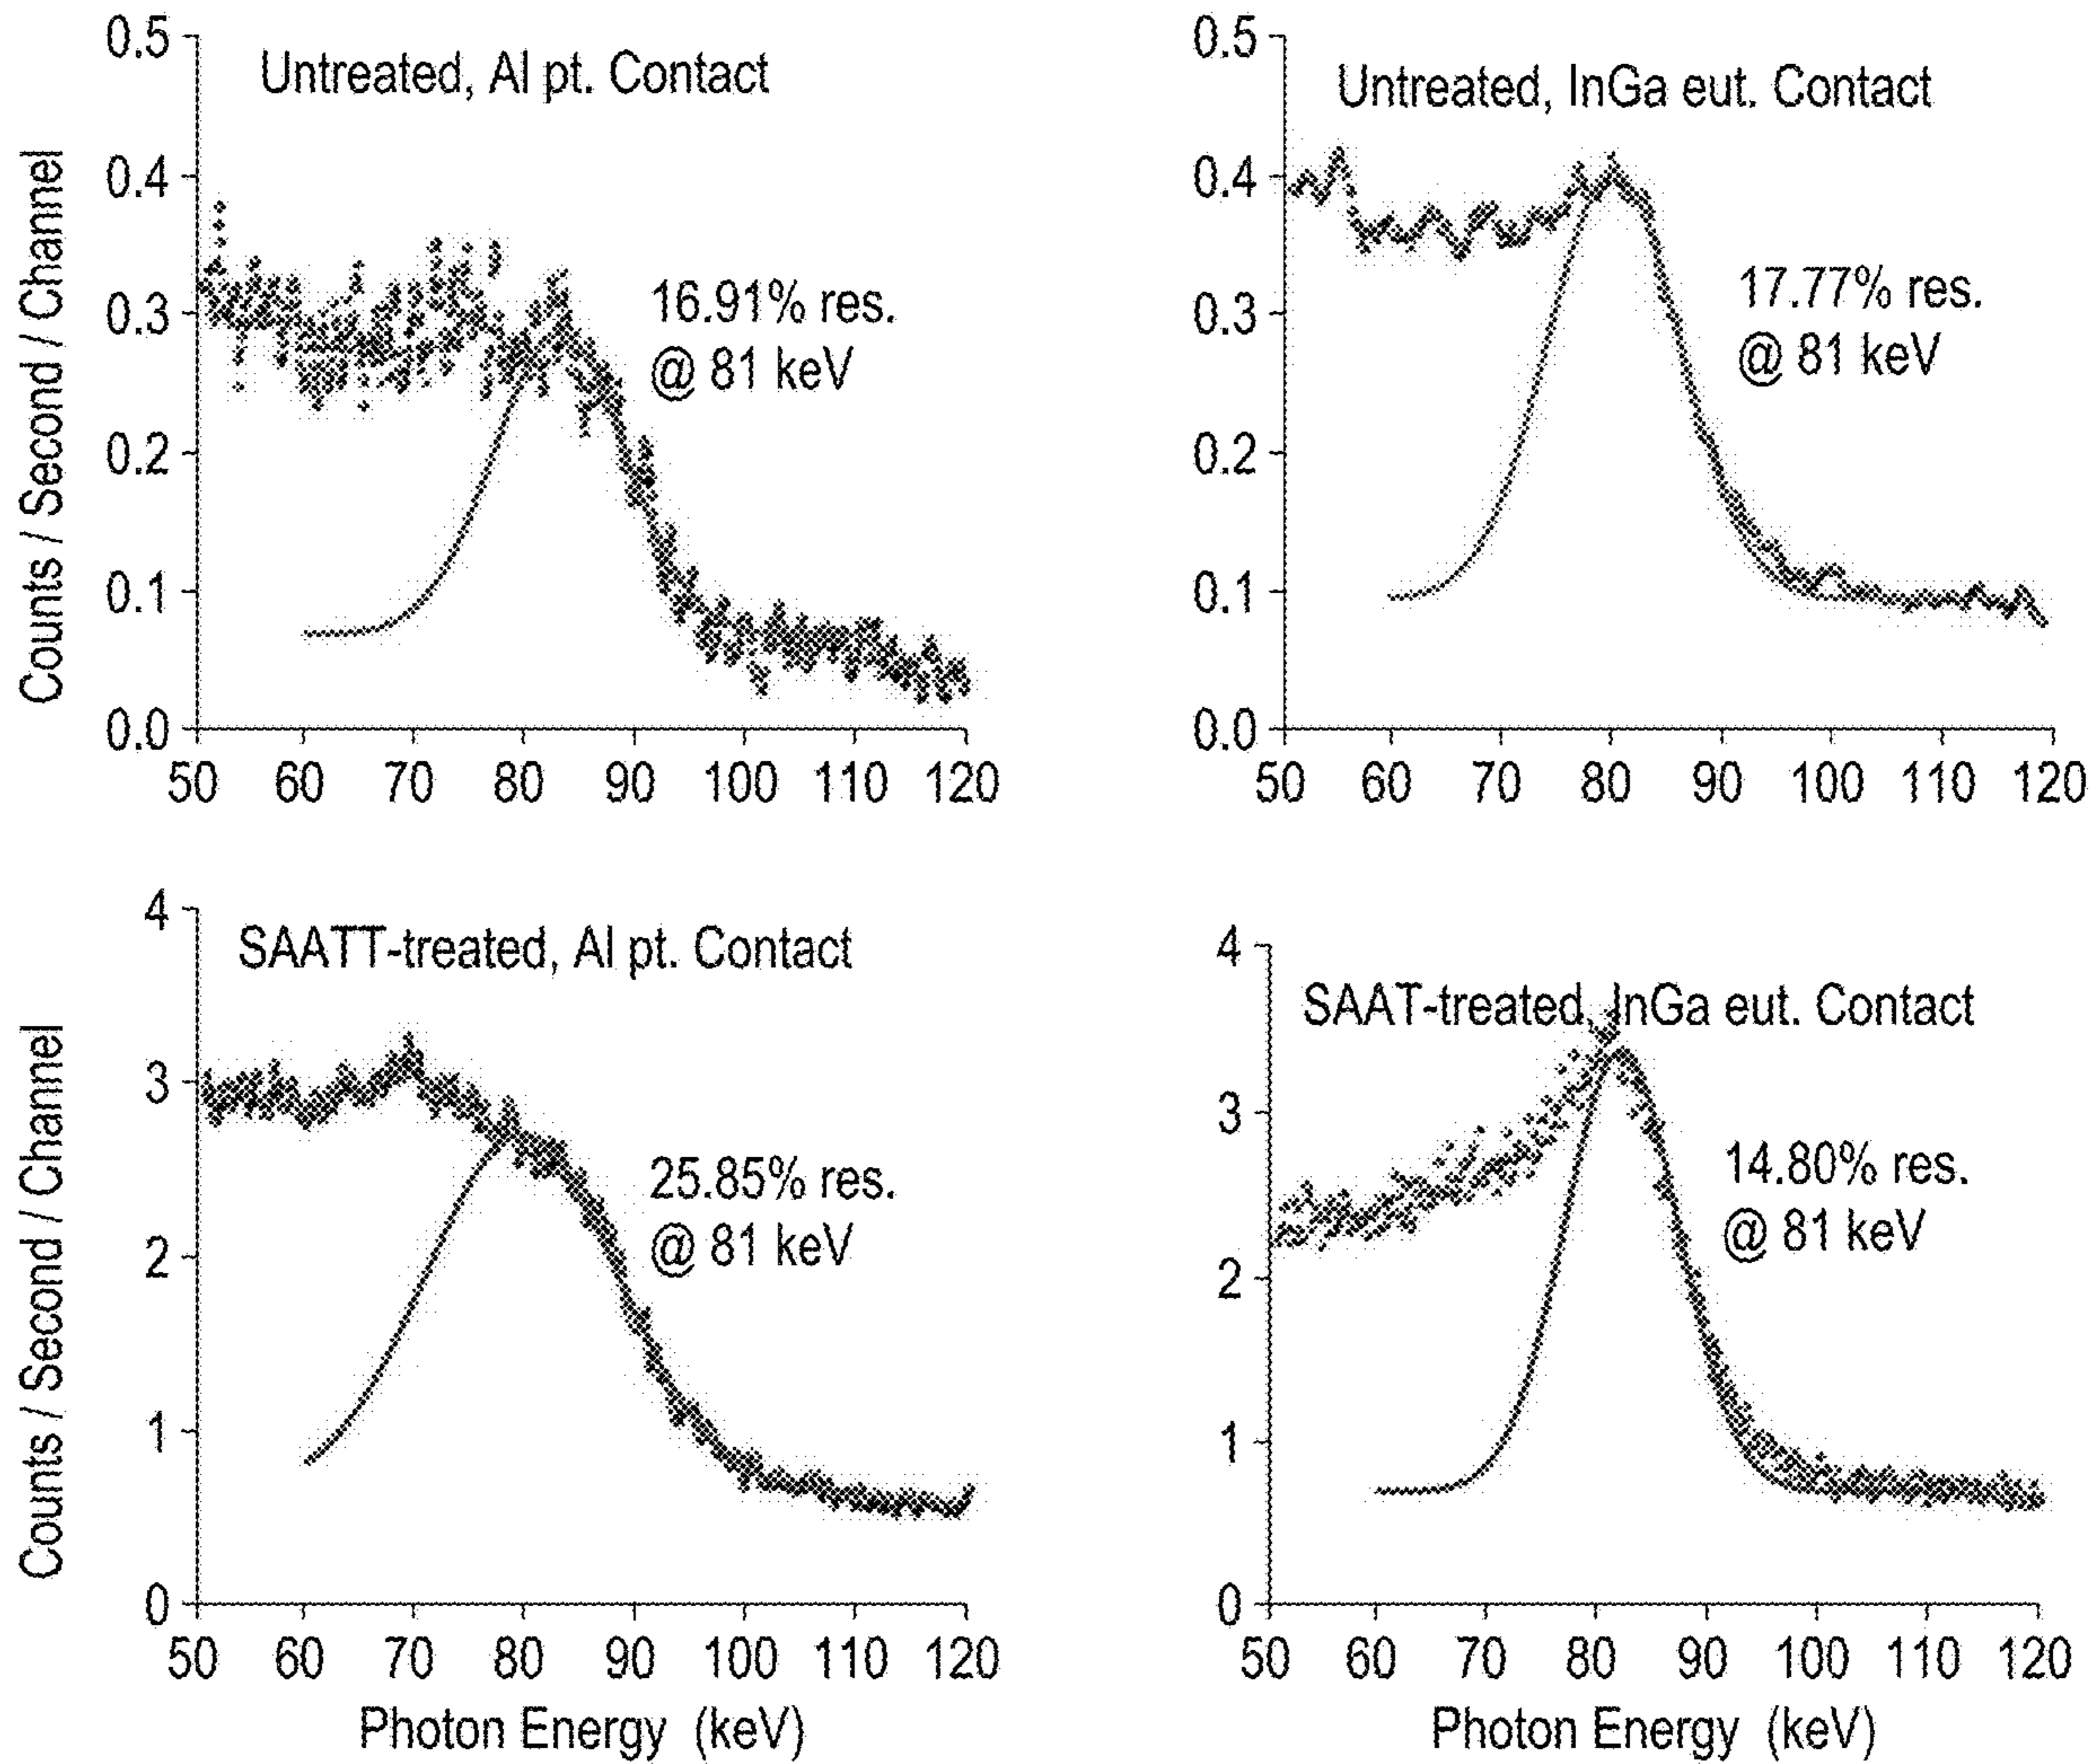 Untreated, Al pt. Contact
Counts / Second / Channel
0.5
0.4
0.3
0.2
0.1
0.0
16.91% res.
@ 81 keV
50 60 70 80 90 100 110 120
Untreated, InGa eut. Contact
0.5
0.4
0.3
0.2
0.1
0.0
17.77% res.
@ 81 keV
50 60 70 80 90 100 110 120
SAATT-treated, Al pt. Contact
Counts / Second / Channel
4
3
2
1
0
25.85% res.
@ 81 keV
50 60 70 80 90 100 110 120
Photon Energy (keV)
SAAT-treated, InGa eut. Contact
4
3
2
1
0
14.80% res.
@ 81 keV
50 60 70 80 90 100 110 120
Photon Energy (keV)